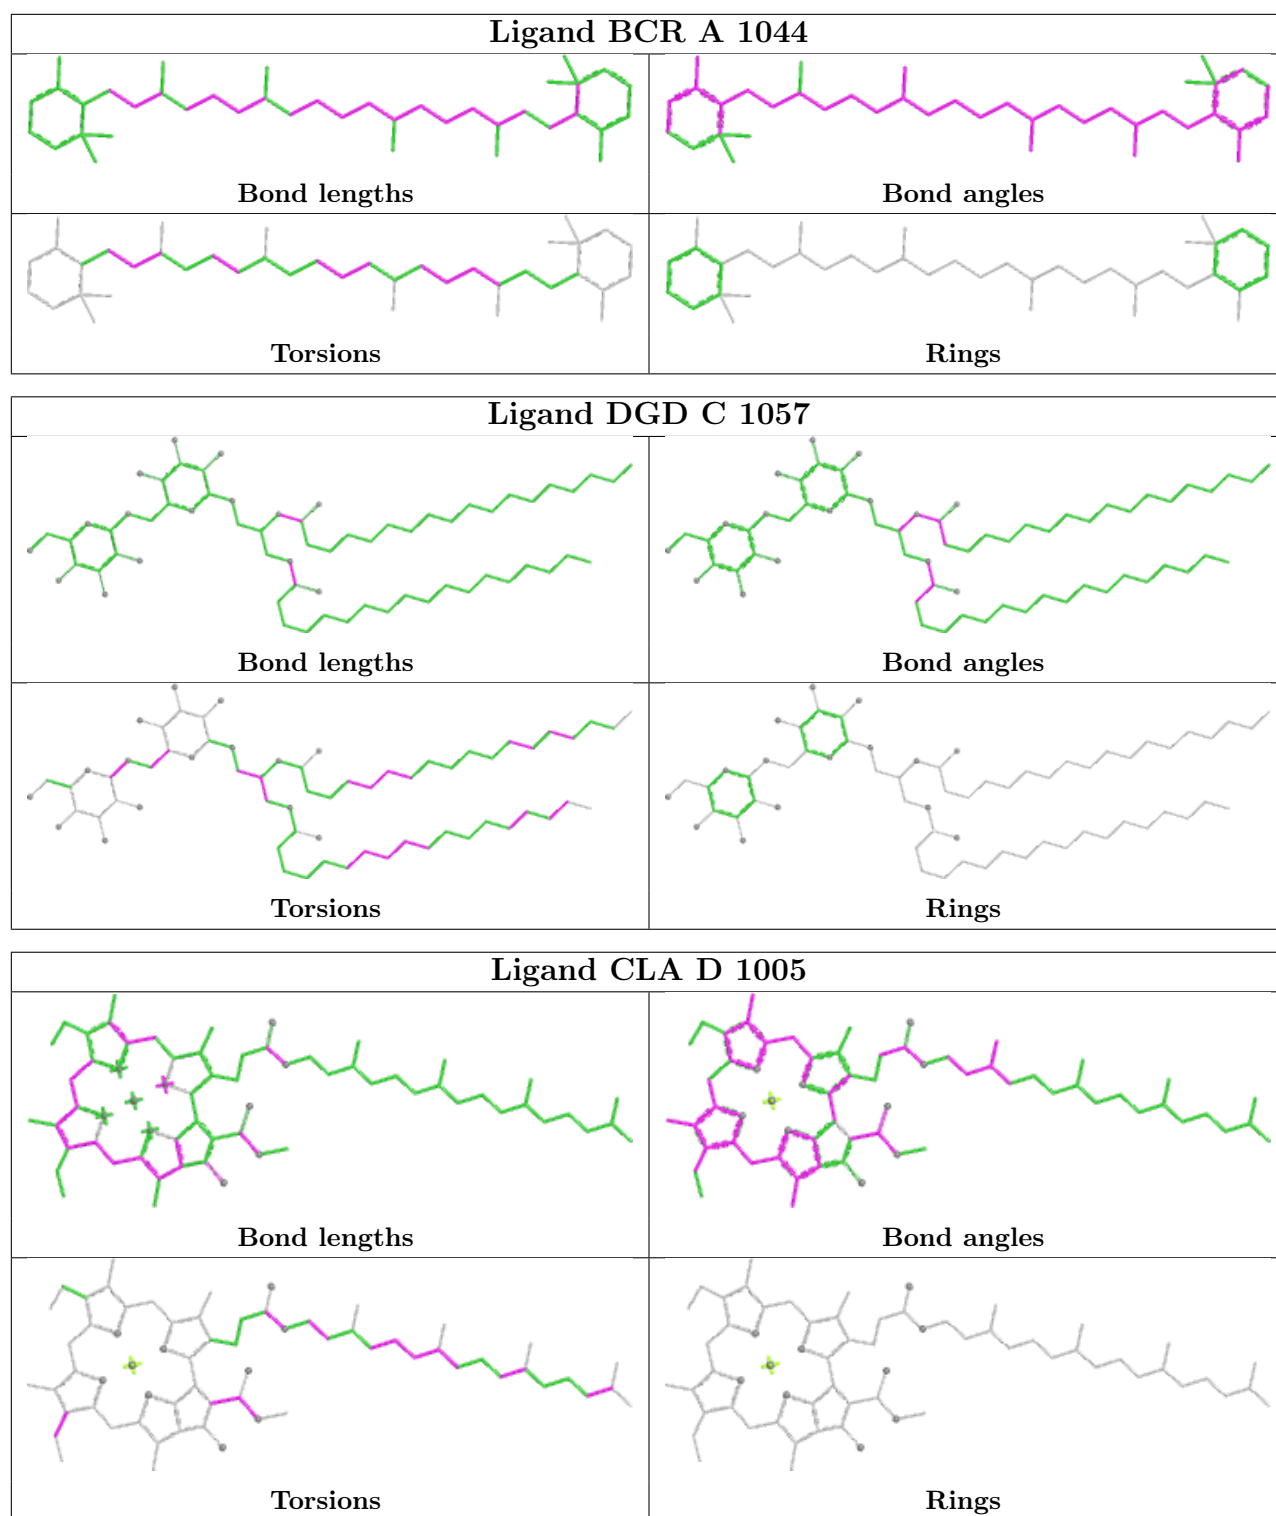 Ligand BCR A 1044
Bond lengths
Bond angles
Torsions
Rings
Ligand DGD C 1057
Bond lengths
Bond angles
Torsions
Rings
Ligand CLA D 1005
Bond lengths
Bond angles
Torsions
Rings